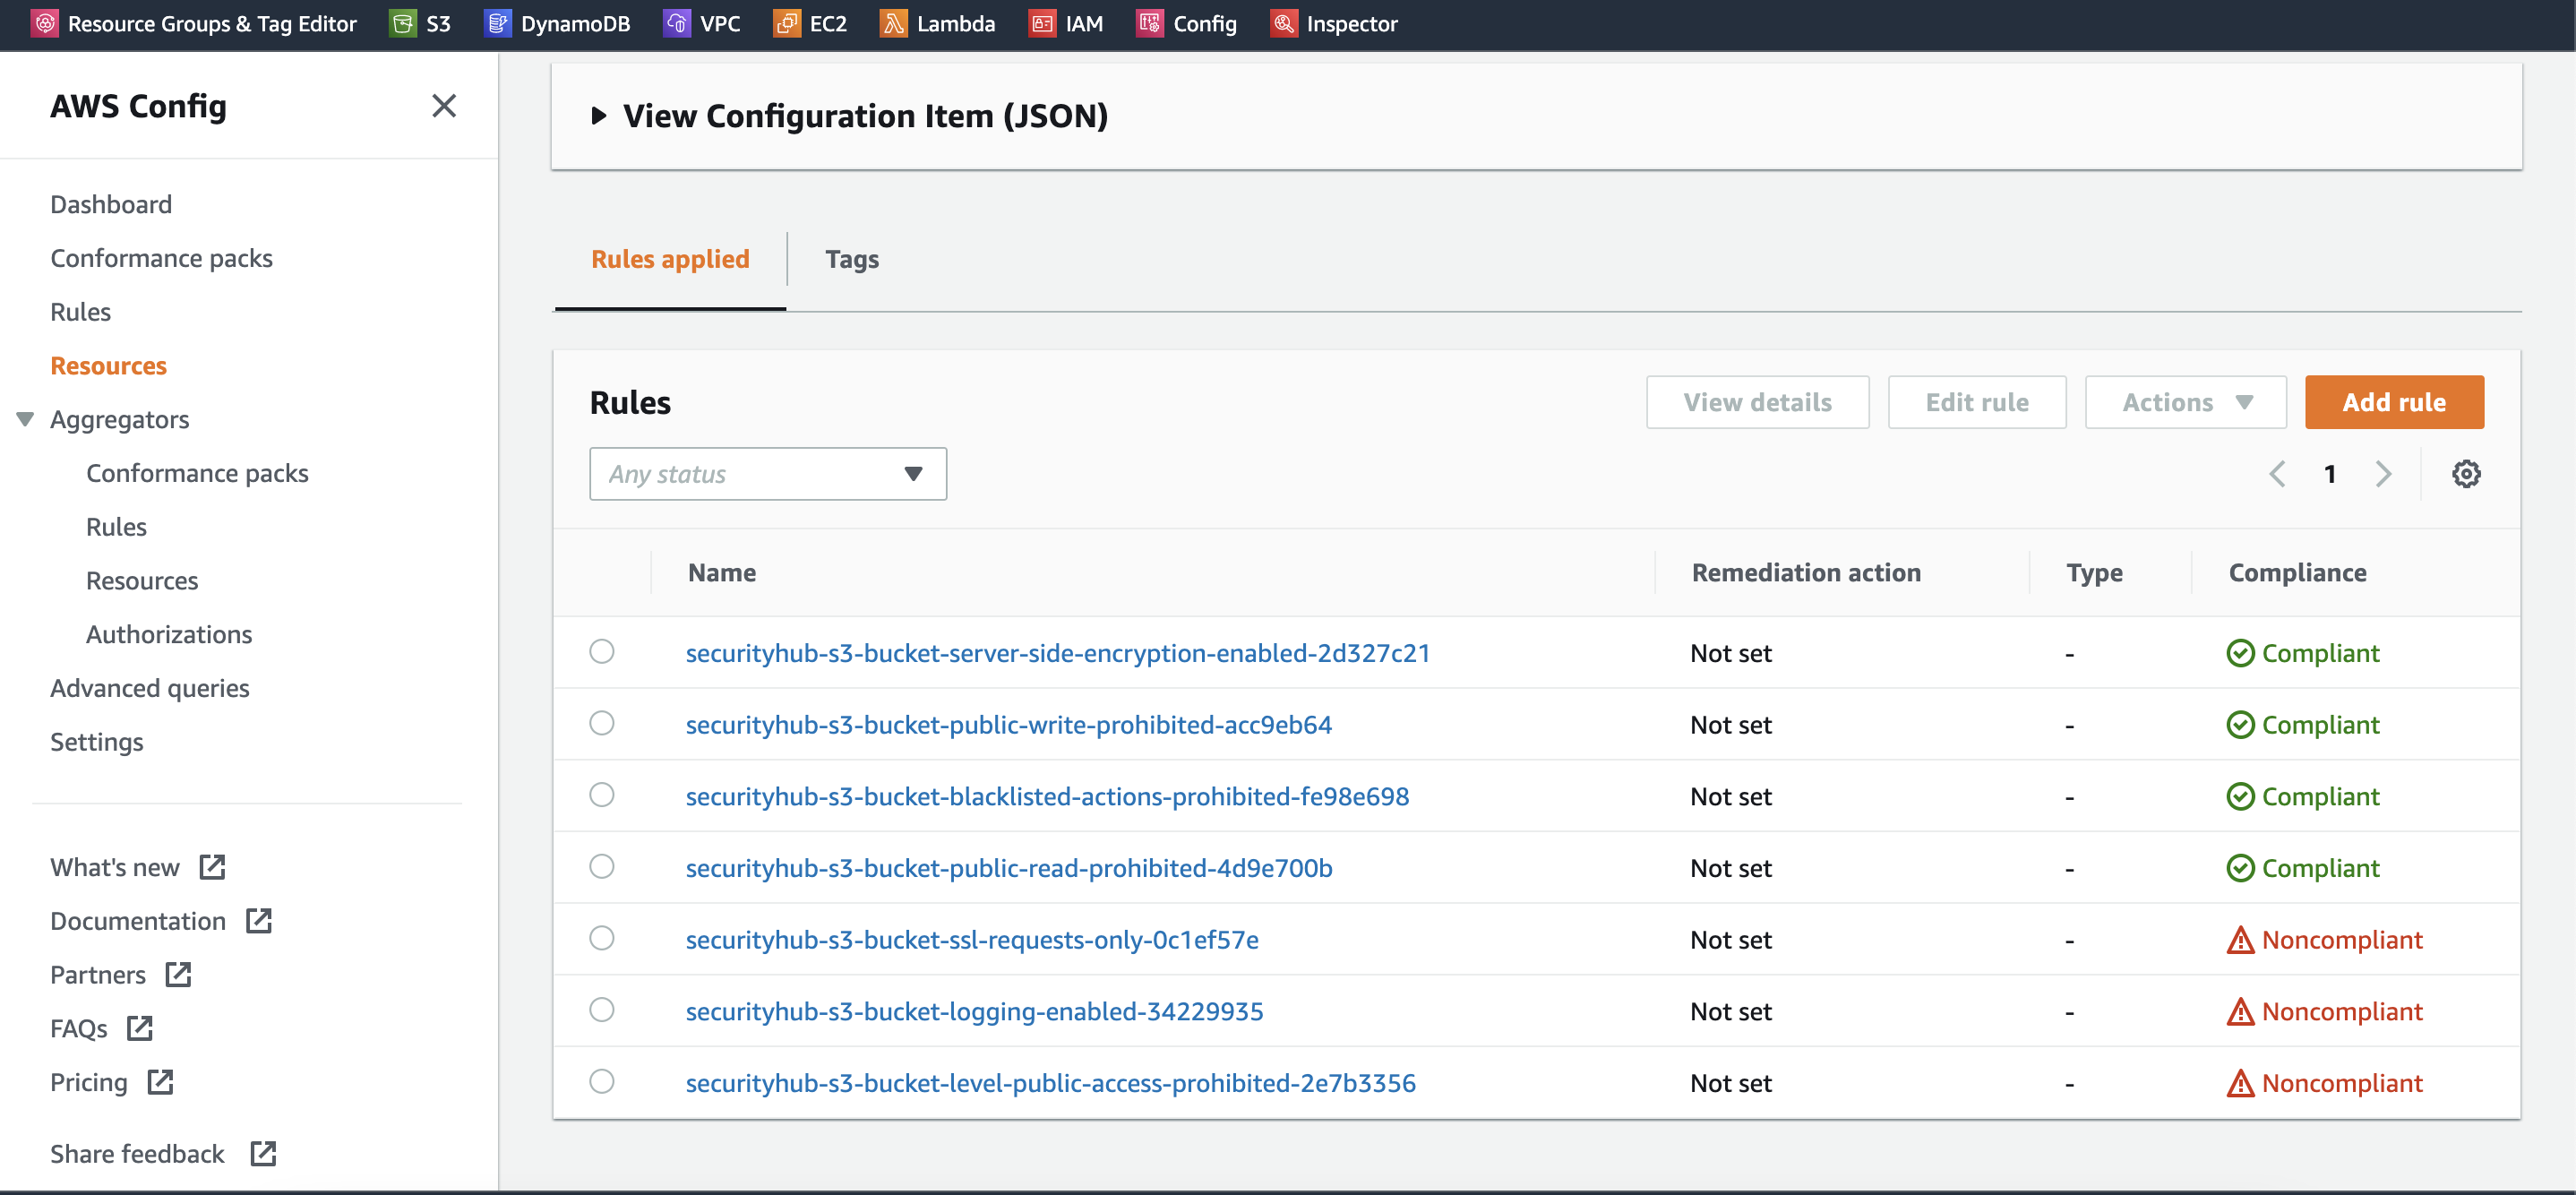 Resource Groups & Tag Editor S3 DynamoDB VPC EC2 Lambda IAM Config Inspector
AWS Config
Dashboard
Conformance packs
Rules
Resources
Aggregators
Conformance packs
Rules
Resources
Authorizations
Advanced queries
Settings
What's new
Documentation
Partners
FAQs
Pricing
Share feedback
View Configuration Item (JSON)
Rules applied Tags
Rules View details Edit rule Actions Add rule
Any status 1
Name Remediation action Type Compliance
securityhub-s3-bucket-server-side-encryption-enabled-2d327c21 Not set - Compliant
securityhub-s3-bucket-public-write-prohibited-acc9eb64 Not set - Compliant
securityhub-s3-bucket-blacklisted-actions-prohibited-fe98e698 Not set - Compliant
securityhub-s3-bucket-public-read-prohibited-4d9e700b Not set - Compliant
securityhub-s3-bucket-ssl-requests-only-0c1ef57e Not set - Noncompliant
securityhub-s3-bucket-logging-enabled-34229935 Not set - Noncompliant
securityhub-s3-bucket-level-public-access-prohibited-2e7b3356 Not set - Noncompliant